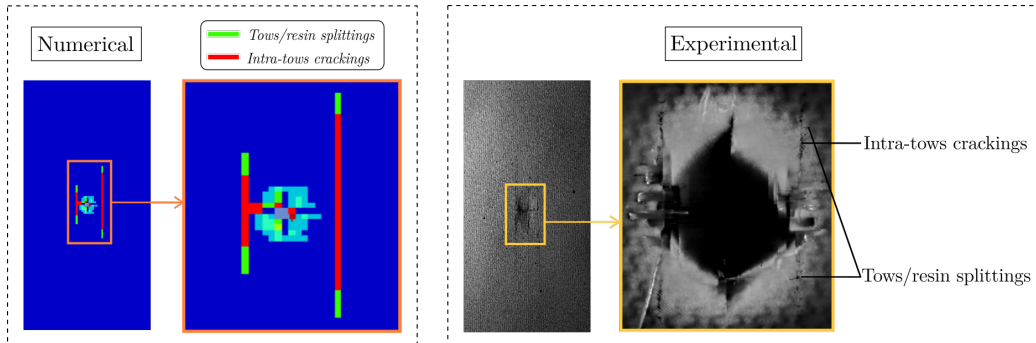 Numerical
Tows/resin splittings
Intra-tows crackings
Experimental
Intra-tows crackings
Tows/resin splittings